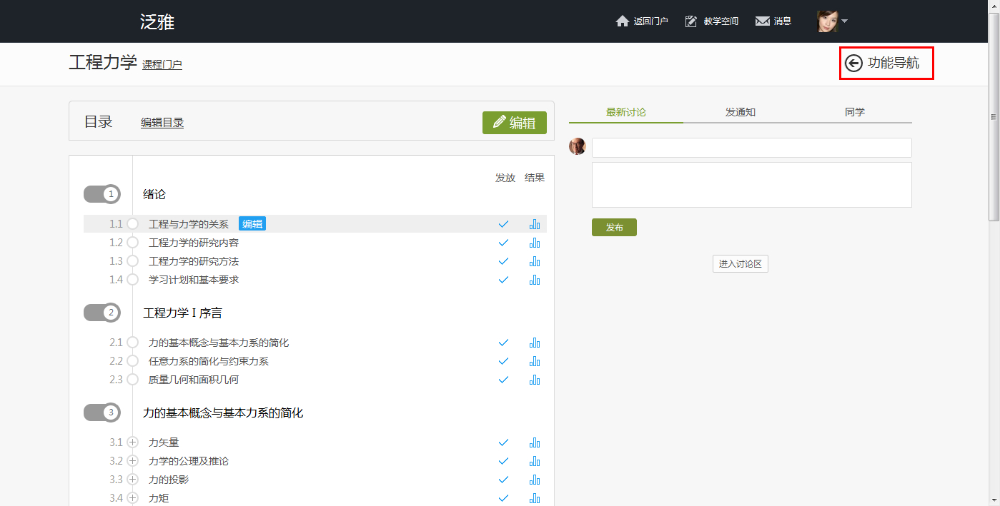 泛雅 返回门户 教学空间 消息
工程力学 课程门户 功能导航
目录 编辑目录 编辑
最新讨论 发通知 同学
发放 结果
1 绪论
1.1 工程与力学的关系 编辑
1.2 工程力学的研究内容
1.3 工程力学的研究方法
1.4 学习计划和基本要求
发布
进入讨论区
2 工程力学 I 序言
2.1 力的基本概念与基本力系的简化
2.2 任意力系的简化与约束力系
2.3 质量几何和面积几何
3 力的基本概念与基本力系的简化
3.1 力矢量
3.2 力学的公理及推论
3.3 力的投影
3.4 力矩